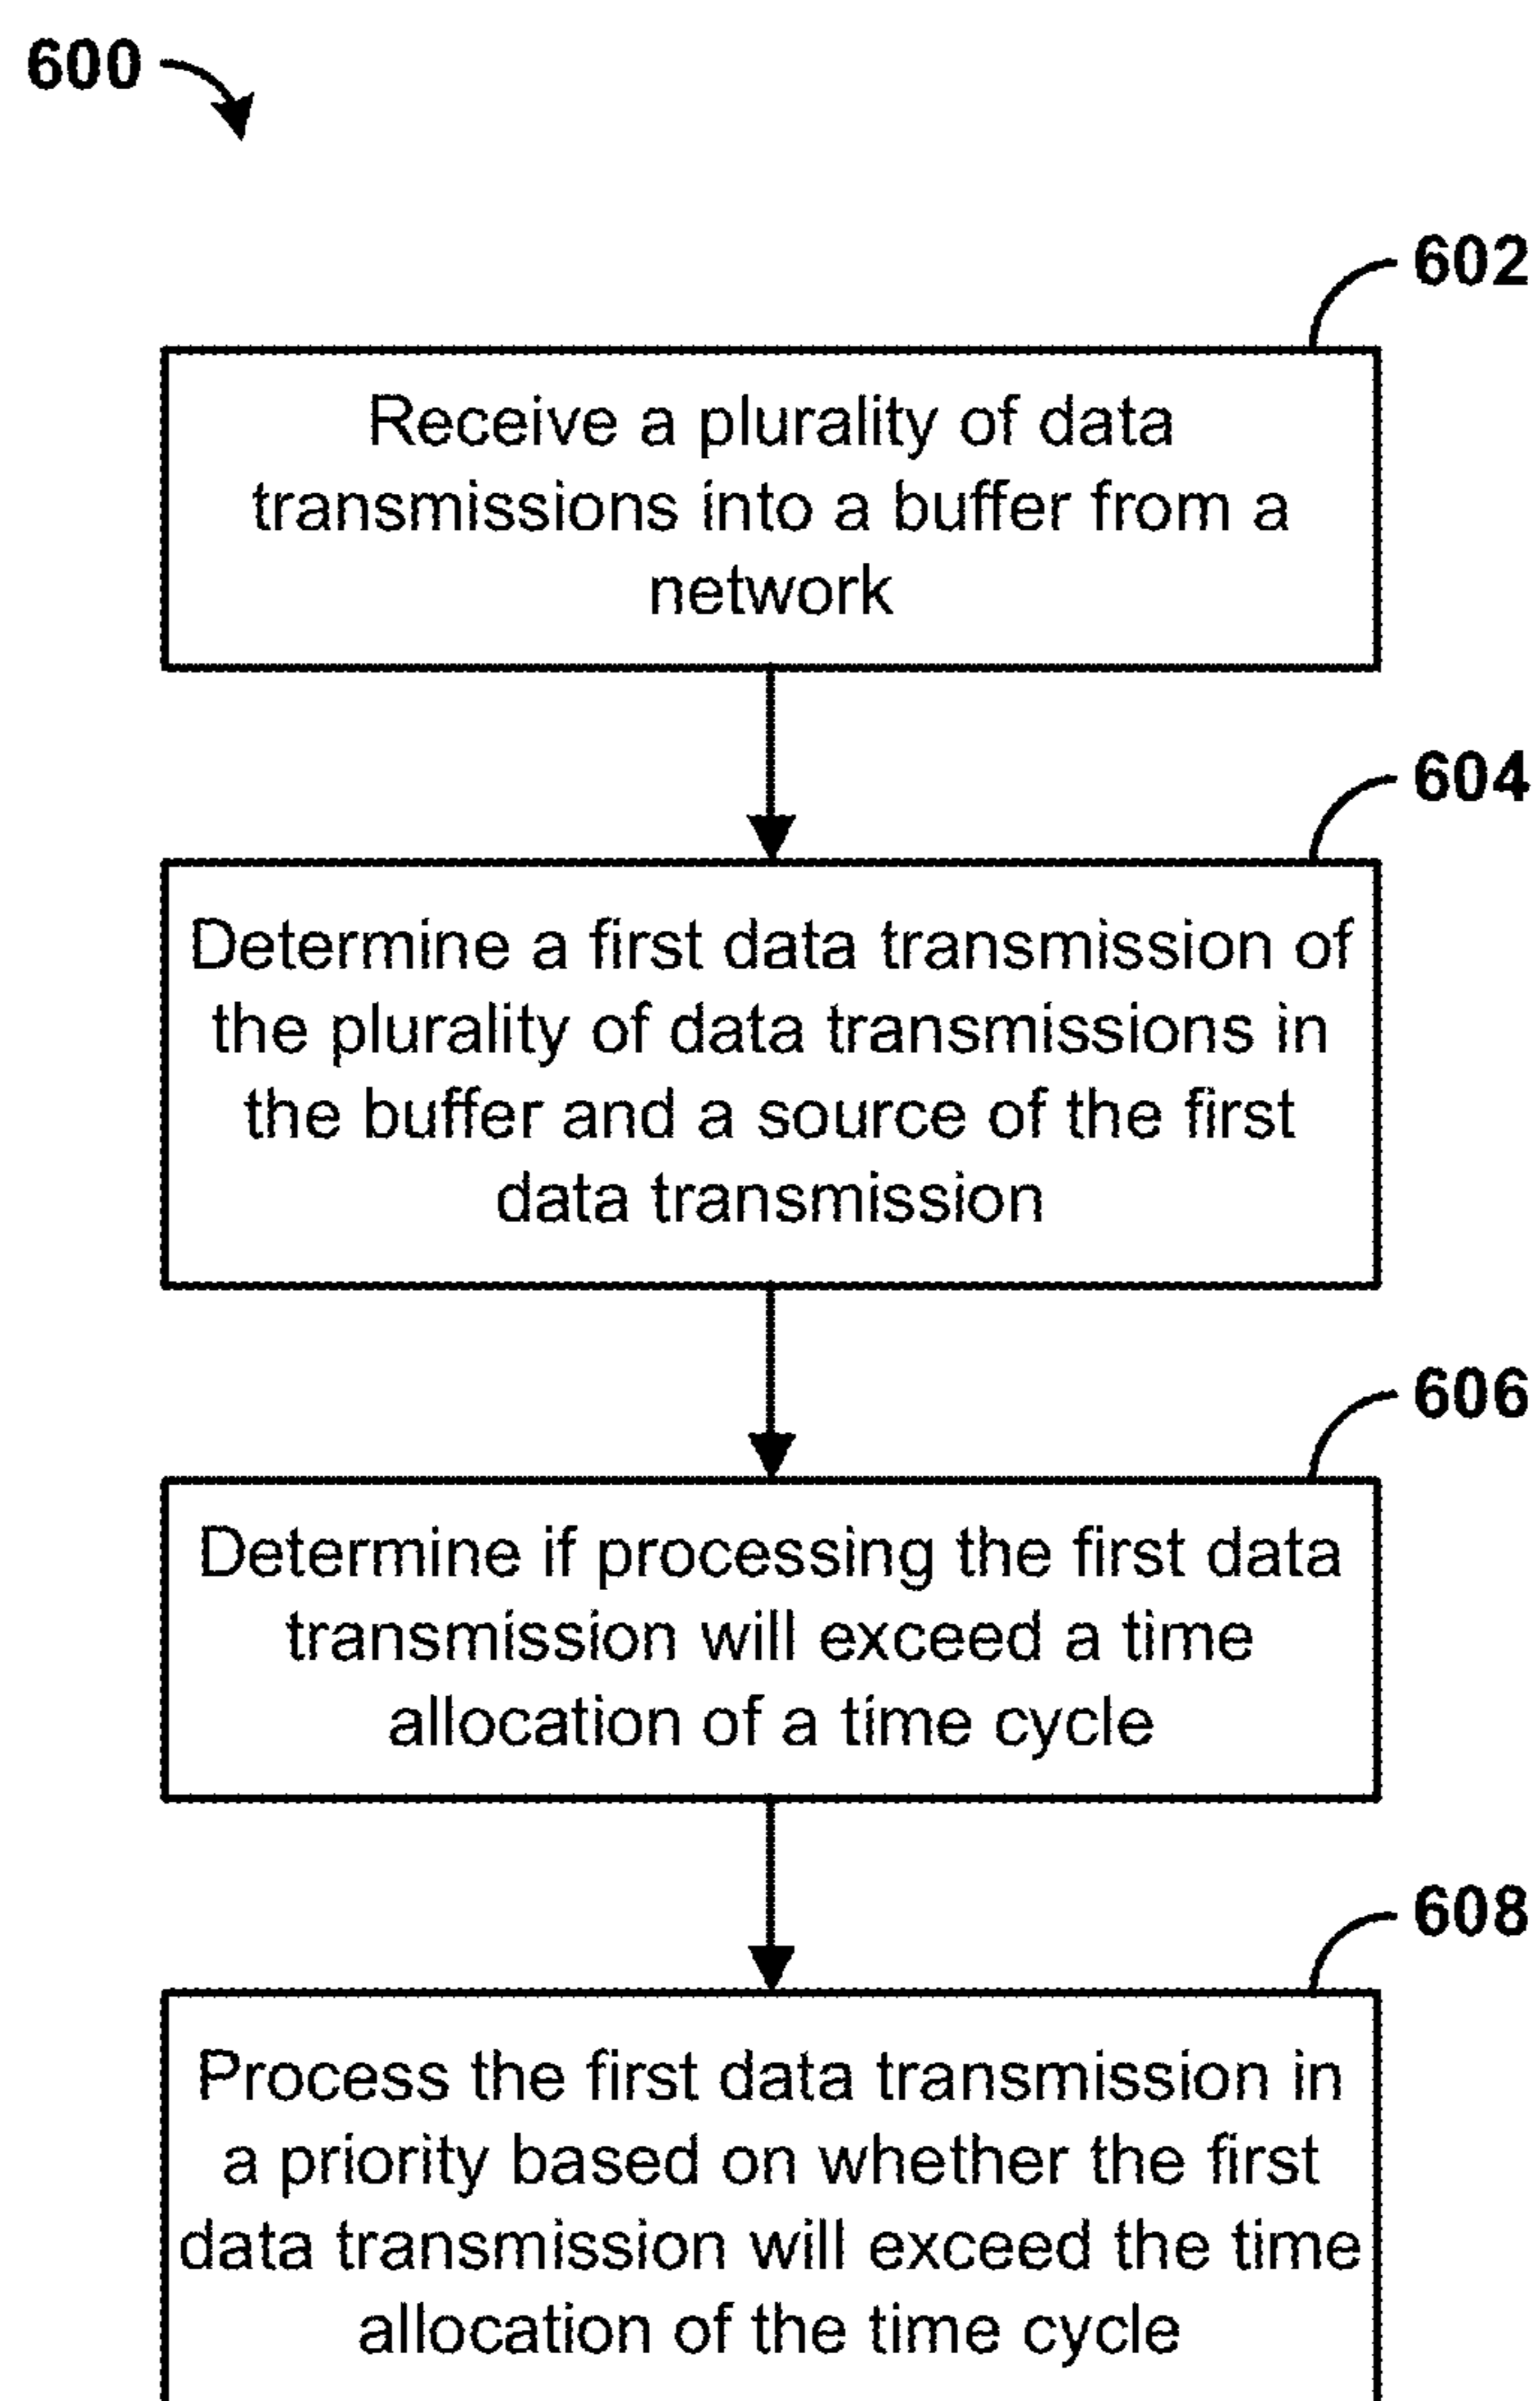 600
602
Receive a plurality of data
transmissions into a buffer from a
network
604
Determine a first data transmission of
the plurality of data transmissions in
the buffer and a source of the first
data transmission
606
Determine if processing the first data
transmission will exceed a time
allocation of a time cycle
608
Process the first data transmission in
a priority based on whether the first
data transmission will exceed the time
allocation of the time cycle